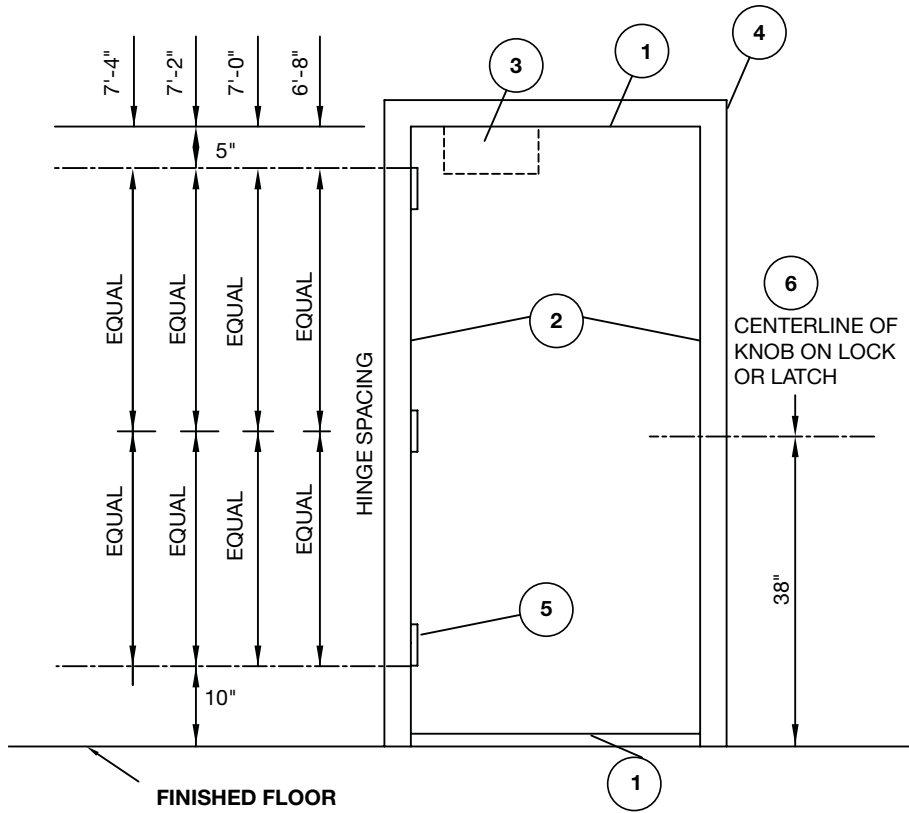 7'-4"
7'-2"
7'-0"
6'-8"
3
1
4
5"
EQUAL
EQUAL
EQUAL
EQUAL
2
6
CENTERLINE OF
KNOB ON LOCK
OR LATCH
HINGE SPACING
EQUAL
EQUAL
EQUAL
EQUAL
5
38"
10"
1
FINISHED FLOOR